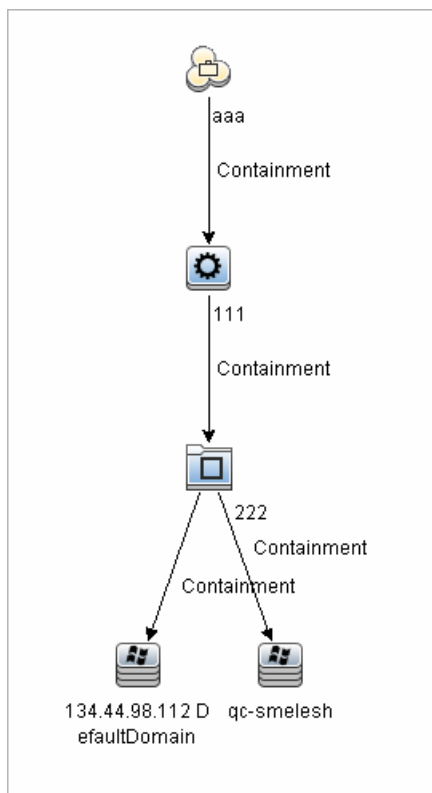 aaa
Containment
111
Containment
222
Containment
Containment
134.44.98.112 D
efaultDomain
qc-smelesh